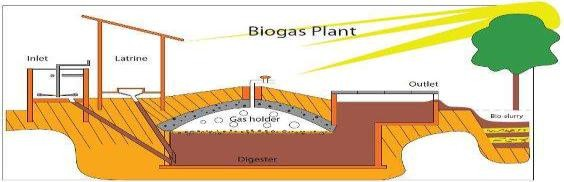 Biogas Plant
Inlet
Latrine
Outlet
Gas holder
Bio-slurry
Digester